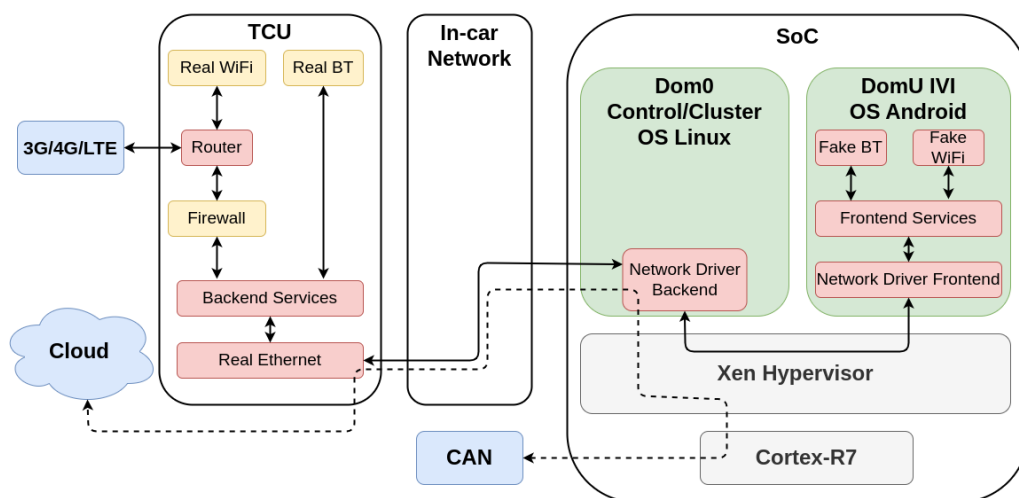 TCU
Real WiFi
Real BT
3G/4G/LTE
Router
Firewall
Backend Services
Real Ethernet
Cloud
In-car
Network
CAN
SoC
Dom0
Control/Cluster
OS Linux
Network Driver
Backend
DomU IVI
OS Android
Fake BT
Fake
WiFi
Frontend Services
Network Driver Frontend
Xen Hypervisor
Cortex-R7